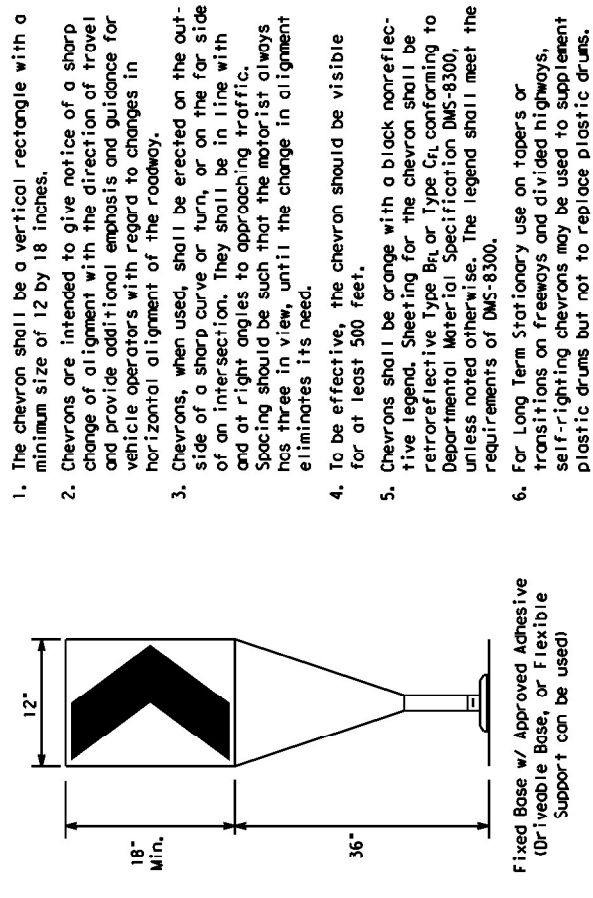 12"
18"
Min.
36"
Fixed Base w/ Approved Adhesive
(Driveable Base, or Flexible
Support can be used)
1. The chevron shall be a vertical rectangle with a
minimum size of 12 by 18 inches.
2. Chevrons are intended to give notice of a sharp
change of alignment with the direction of travel
and provide additional emphasis and guidance for
vehicle operators with regard to changes in
horizontal alignment of the roadway.
3. Chevrons, when used, shall be erected on the out-
side of a sharp curve or turn, or on the far side
of an intersection. They shall be in line with
and at right angles to approaching traffic.
Spacing should be such that the motorist always
has three in view, until the change in alignment
eliminates its need.
4. To be effective, the chevron should be visible
for at least 500 feet.
5. Chevrons shall be orange with a black nonreflec-
tive legend. Sheeting for the chevron shall be
retroreflective Type BFL or Type CFL conforming to
Departmental Material Specification DMS-8300,
unless noted otherwise. The legend shall meet the
requirements of DMS-8300.
6. For Long Term Stationary use on tapers or
transitions on freeways and divided highways,
self-righting chevrons may be used to supplement
plastic drums but not to replace plastic drums.